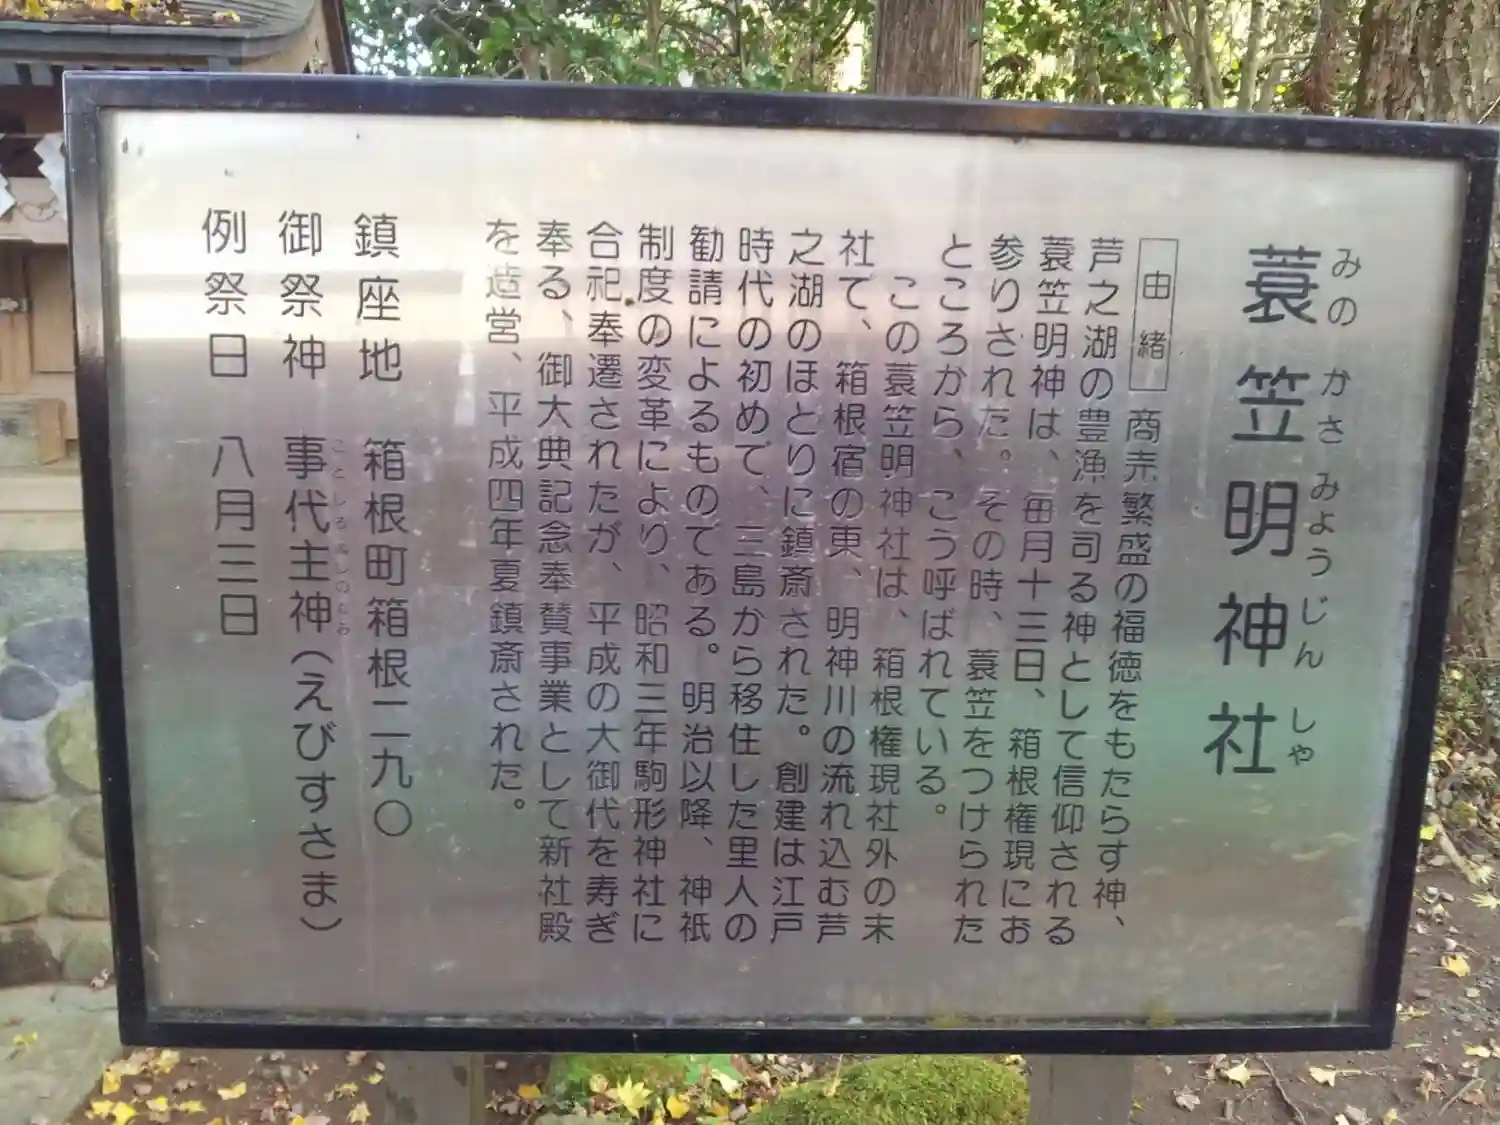 蓑笠明神社
みの かさ みようじん しや
由緒 商売繁盛の福徳をもたらす神、
芦之湖の豊漁を司る神として信仰される
蓑笠明神は、毎月十三日、箱根権現にお
参りされた。その時、蓑笠をつけられた
ところから、こう呼ばれている。
この蓑笠明神社は、箱根権現社外の末
社で、箱根宿の東、明神川の流れ込む芦
之湖のほとりに鎮斎された。創建は江戸
時代の初めで、三島から移住した里人の
勧請によるものである。明治以降、神祇
制度の変革により、昭和三年駒形神社に
合祀奉遷されたが、平成の大御代を寿ぎ
奉る、御大典記念奉賛事業として新社殿
を造営、平成四年夏鎮斎された。
鎮座地 箱根町箱根二九〇
御祭神 事代主神(えびすさま)
ことしろぬしのかみ
例祭日 八月三日